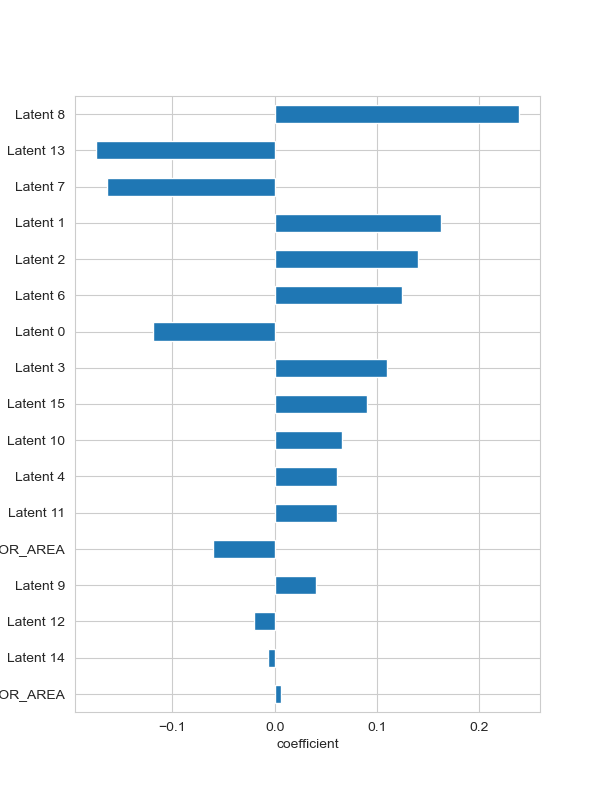 Latent 8
Latent 13
Latent 7
Latent 1
Latent 2
Latent 6
Latent 0
Latent 3
Latent 15
Latent 10
Latent 4
Latent 11
OR_AREA
Latent 9
Latent 12
Latent 14
OR_AREA
−0.1 0.0 0.1 0.2
coefficient